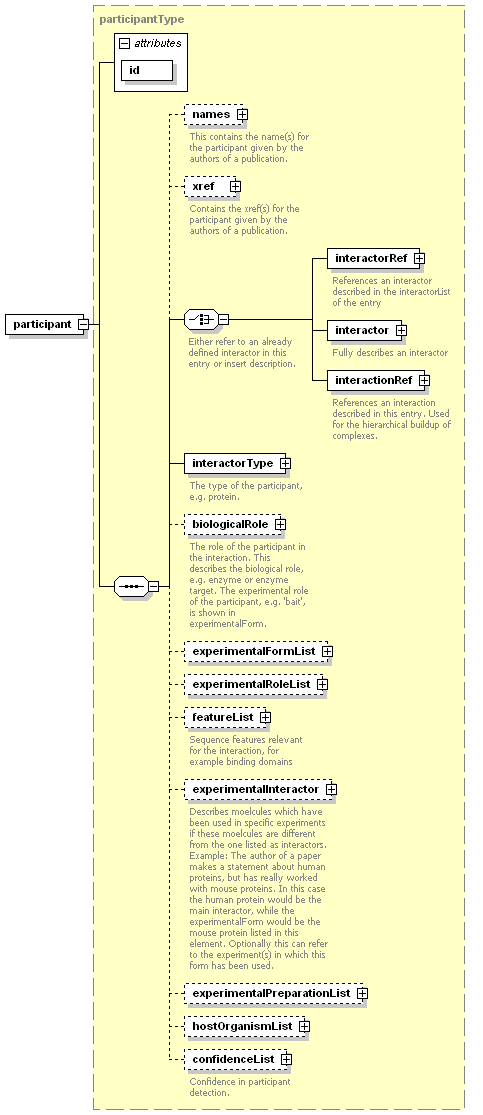 participantType
attributes
id
names
This contains the name(s) for
the participant given by the
authors of a publication.
xref
Contains the xref(s) for the
participant given by the
authors of a publication.
interactorRef
References an interactor
described in the interactorList
of the entry
participant
Either refer to an already
defined interactor in this
entry or insert description.
interactor
Fully describes an interactor
interactionRef
References an interaction
described in this entry. Used
for the hierarchical buildup of
complexes.
interactorType
The type of the participant,
e.g. protein.
biologicalRole
The role of the participant in
the interaction. This
describes the biological role,
e.g. enzyme or enzyme
target. The experimental role
of the participant, e.g. 'bait',
is shown in
experimentalForm.
experimentalFormList
experimentalRoleList
featureList
Sequence features relevant
for the interaction, for
example binding domains
experimentalInteractor
Describes moelcules which have
been used in specific experiments
if these moelcules are different
from the one listed as interactors.
Example: The author of a paper
makes a statement about human
proteins, but has really worked
with mouse proteins. In this case
the human protein would be the
main interactor, while the
experimentalForm would be the
mouse protein listed in this
element. Optionally this can refer
to the experiment(s) in which this
form has been used.
experimentalPreparationList
hostOrganismList
confidenceList
Confidence in participant
detection.